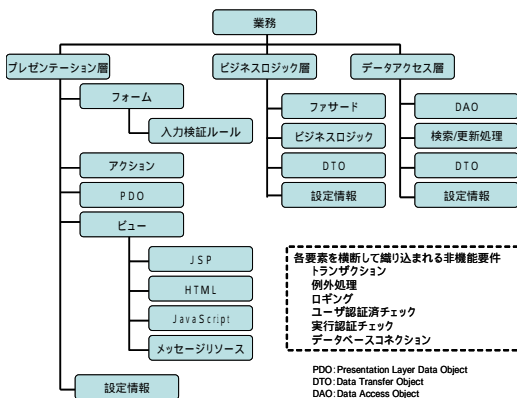 業務
プレゼンテーション層
ビジネスロジック層
データアクセス層
フォーム
入力検証ルール
アクション
PDO
ビュー
JSP
HTML
JavaScript
メッセージリソース
設定情報
ファサード
ビジネスロジック
DTO
設定情報
DAO
検索/更新処理
DTO
設定情報
各要素を横断して織り込まれる非機能要件
トランザクション
例外処理
ロギング
ユーザ認証済チェック
実行認証チェック
データベースコネクション
PDO:Presentation Layer Data Object
DTO:Data Transfer Object
DAO:Data Access Object